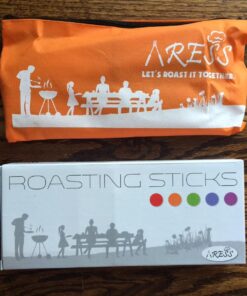 ARESS
LET'S ROAST IT TOGETHER
ROASTING STICKS
ARESS